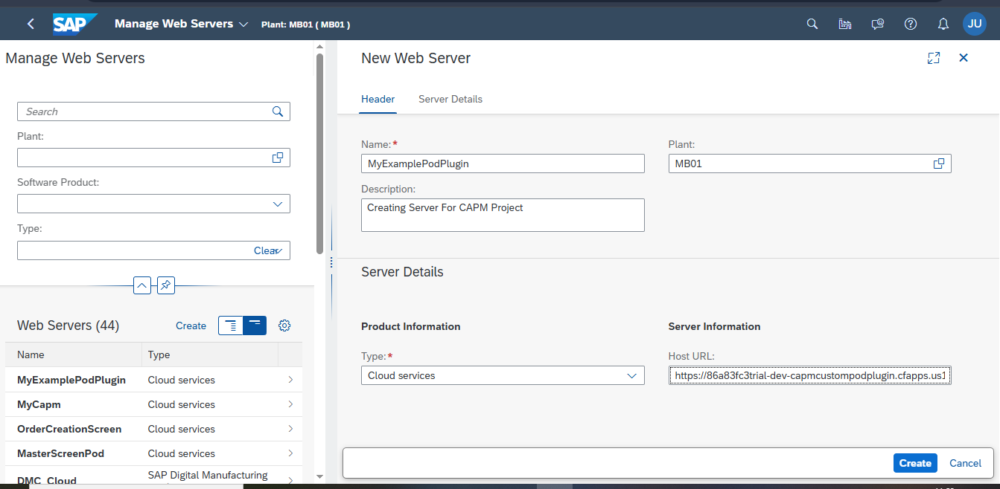 SAP Manage Web Servers Plant: MB01 ( MB01 ) JU
Manage Web Servers
Search
Plant:
Software Product:
Type:
Clear
Web Servers (44) Create
Name Type
MyExamplePodPlugin Cloud services
MyCapm Cloud services
OrderCreationScreen Cloud services
MasterScreenPod Cloud services
DMC_Cloud SAP Digital Manufacturing
New Web Server
Header Server Details
Name:* Plant:
MyExamplePodPlugin MB01
Description:
Creating Server For CAPM Project
Server Details
Product Information Server Information
Type:* Host URL:
Cloud services https://86a83fc3trial-dev-capmcustompodplugin.cfapps.us1
Create Cancel